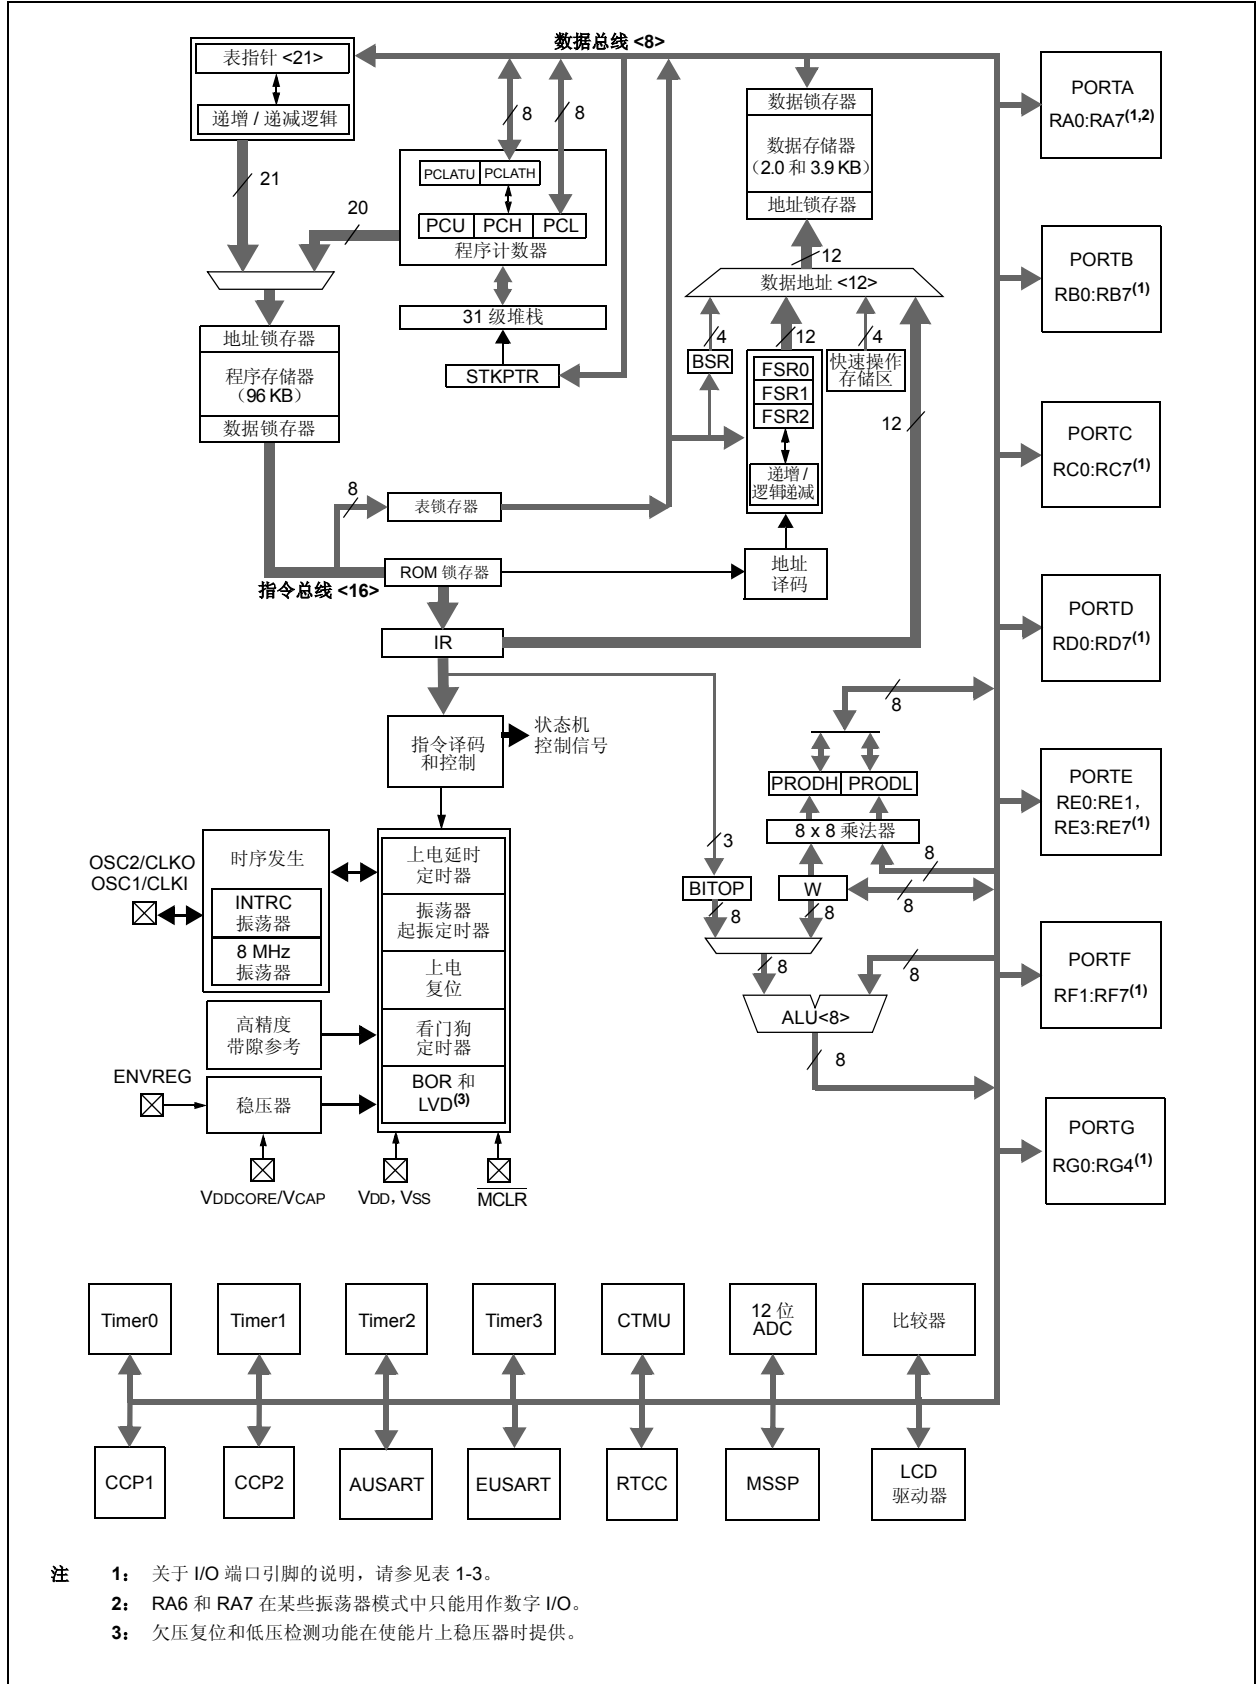 数据总线 <8>
表指针 <21>
递增 / 递减逻辑
21
20
8
8
PCLATU PCLATH
PCU PCH PCL
程序计数器
31 级堆栈
STKPTR
地址锁存器
程序存储器
（96 KB）
数据锁存器
数据锁存器
数据存储器
（2.0 和 3.9 KB）
地址锁存器
12
数据地址 <12>
4
12
4
BSR
FSR0
FSR1
FSR2
快速操作
存储区
12
递增 /
逻辑递减
8
表锁存器
ROM 锁存器
地址
译码
指令总线 <16>
IR
指令译码
和控制
状态机
控制信号
8
PRODH PRODL
8 x 8 乘法器
3
8
BITOP
W
8
8
8
8
8
ALU<8>
8
OSC2/CLKO
OSC1/CLKI
时序发生
INTRC
振荡器
8 MHz
振荡器
高精度
带隙参考
ENVREG
稳压器
上电延时
定时器
振荡器
起振定时器
上电
复位
看门狗
定时器
BOR 和
LVD(3)
VDDCORE/VCAP
VDD，VSS
MCLR
PORTA
RA0:RA7(1,2)
PORTB
RB0:RB7(1)
PORTC
RC0:RC7(1)
PORTD
RD0:RD7(1)
PORTE
RE0:RE1，
RE3:RE7(1)
PORTF
RF1:RF7(1)
PORTG
RG0:RG4(1)
Timer0
Timer1
Timer2
Timer3
CTMU
12 位
ADC
比较器
CCP1
CCP2
AUSART
EUSART
RTCC
MSSP
LCD
驱动器
注 1： 关于 I/O 端口引脚的说明，请参见表 1-3。
2： RA6 和 RA7 在某些振荡器模式中只能用作数字 I/O。
3： 欠压复位和低压检测功能在使能片上稳压器时提供。